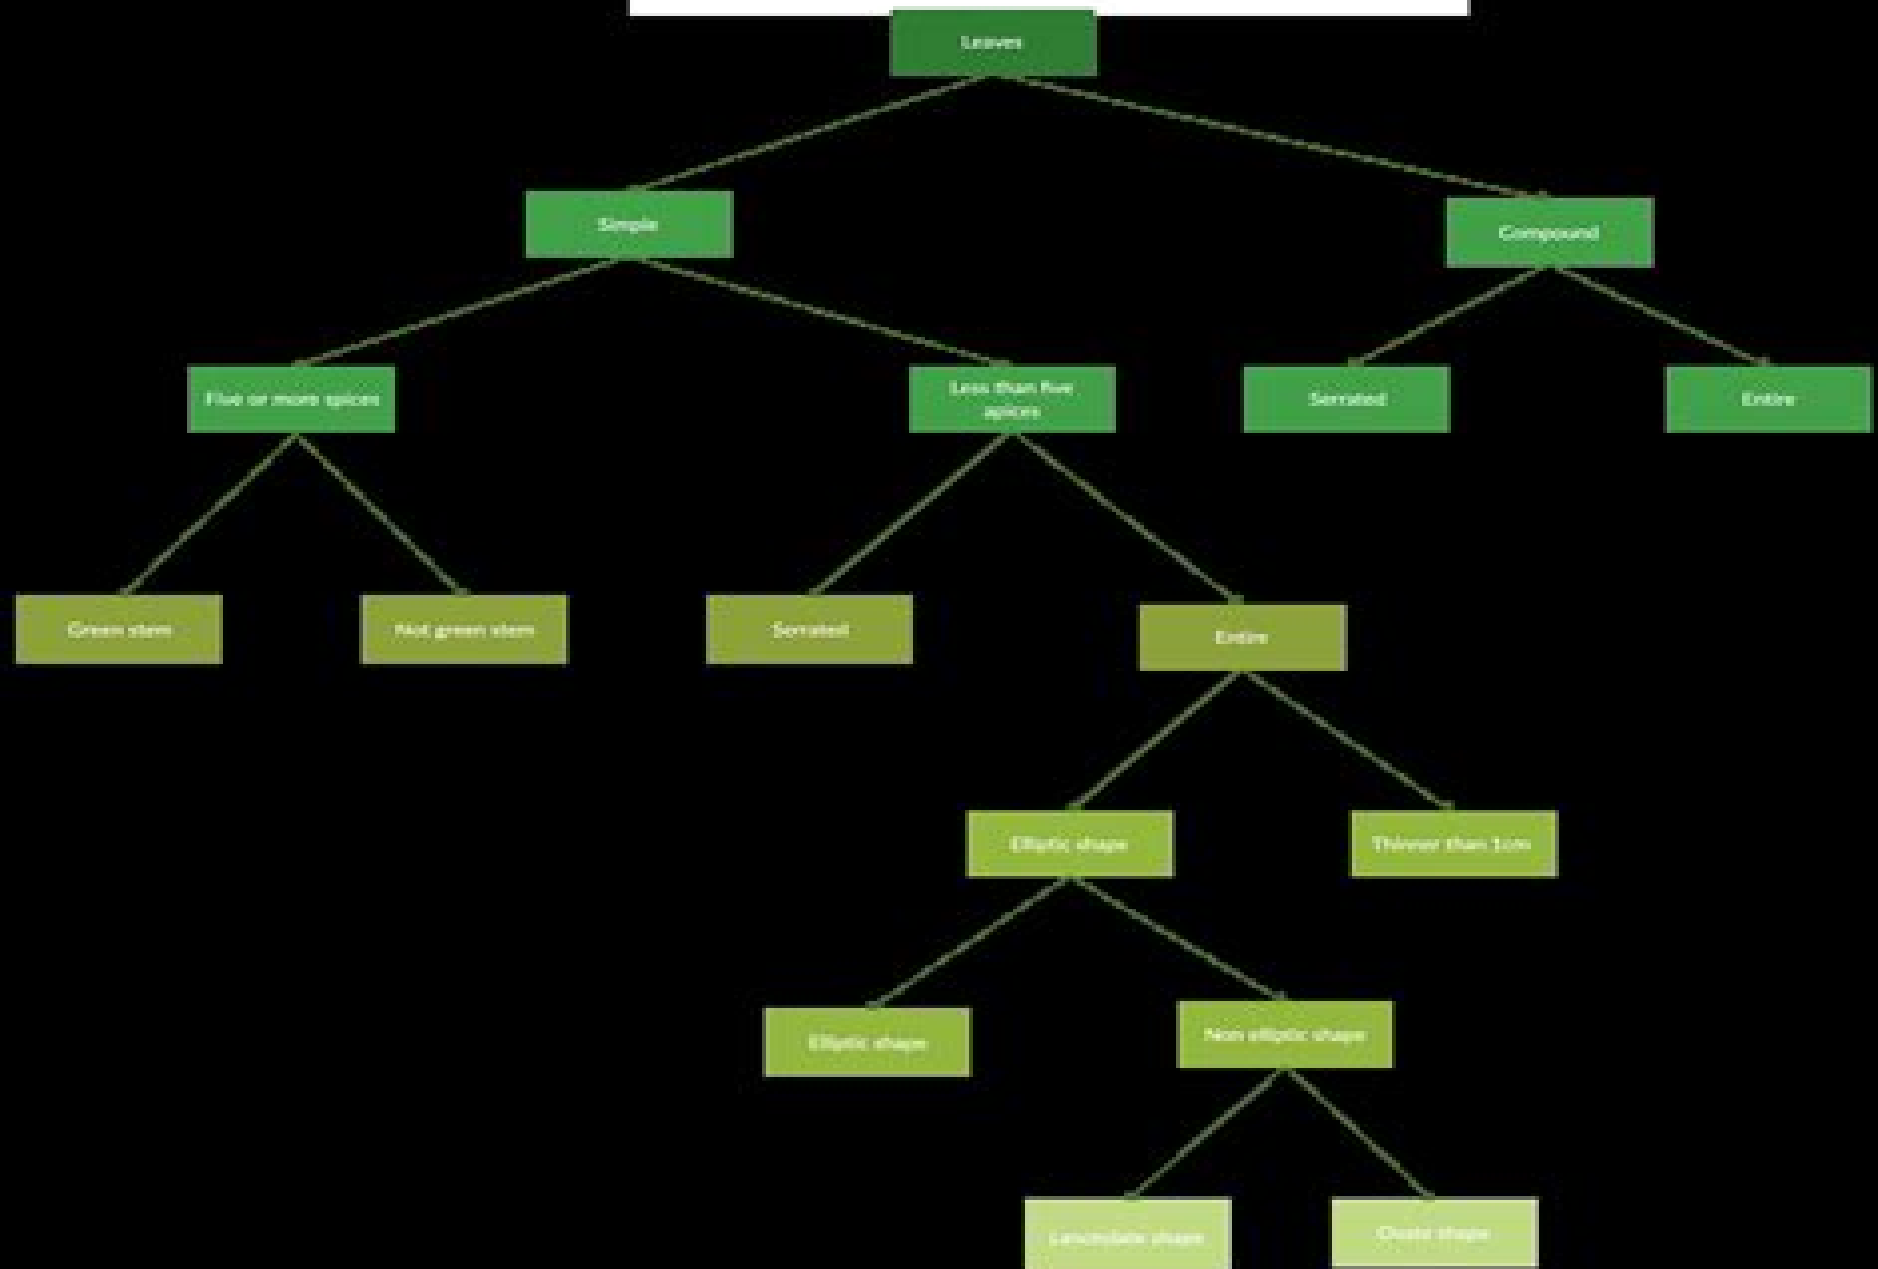 Leaves
Simple
Compound
Five or more apices
Less than five
apices
Serrated
Entire
Green stem
Not green stem
Serrated
Entire
Elliptic shape
Thinner than 1cm
Elliptic shape
Non elliptic shape
Lanceolate shape
Ovate shape